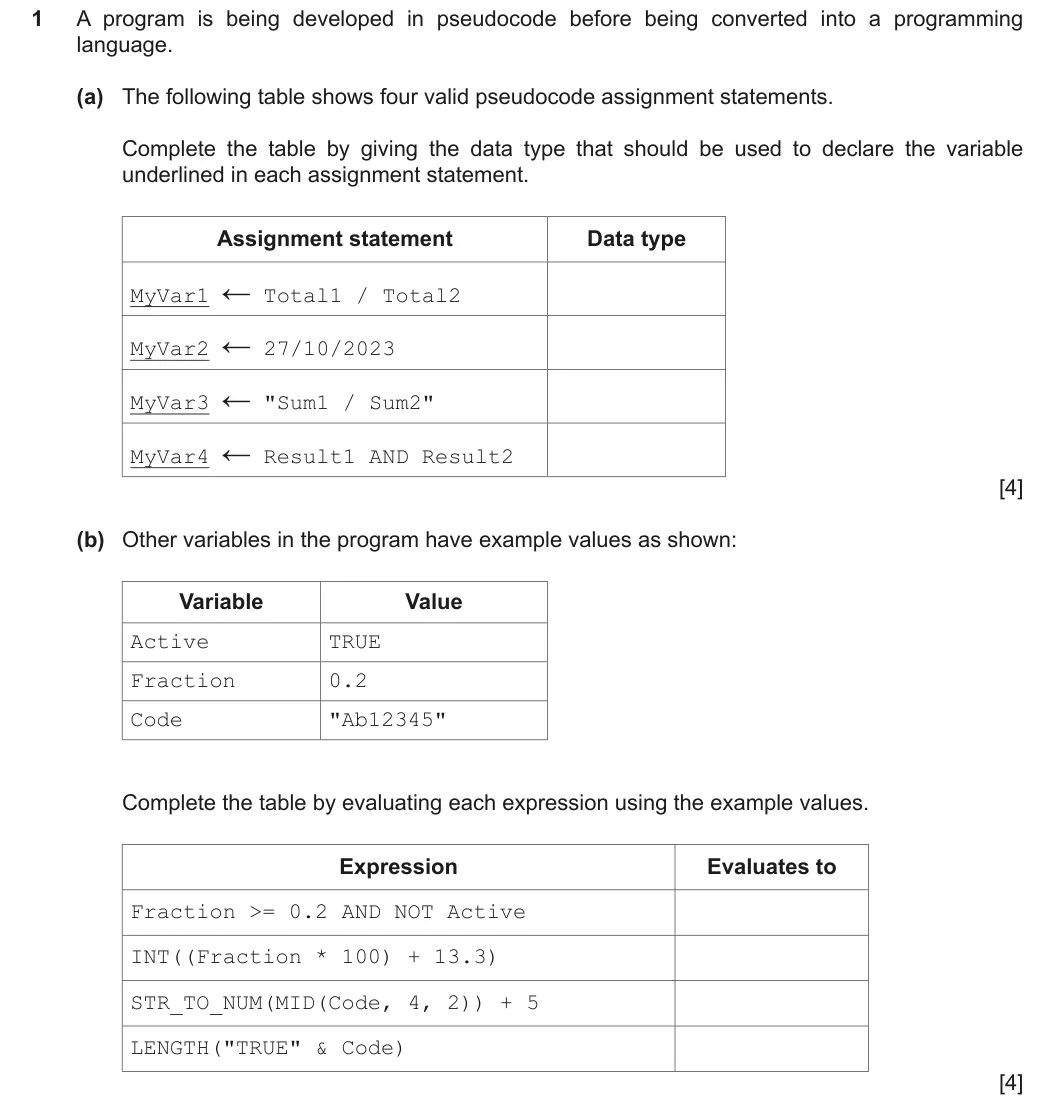 1 A program is being developed in pseudocode before being converted into a programming
language.
(a) The following table shows four valid pseudocode assignment statements.
Complete the table by giving the data type that should be used to declare the variable
underlined in each assignment statement.
Assignment statement Data type
MyVar1 ← Total1 / Total2
MyVar2 ← 27/10/2023
MyVar3 ← "Sum1 / Sum2"
MyVar4 ← Result1 AND Result2
[4]
(b) Other variables in the program have example values as shown:
Variable Value
Active TRUE
Fraction 0.2
Code "Ab12345"
Complete the table by evaluating each expression using the example values.
Expression Evaluates to
Fraction >= 0.2 AND NOT Active
INT((Fraction * 100) + 13.3)
STR_TO_NUM(MID(Code, 4, 2)) + 5
LENGTH("TRUE" & Code)
[4]